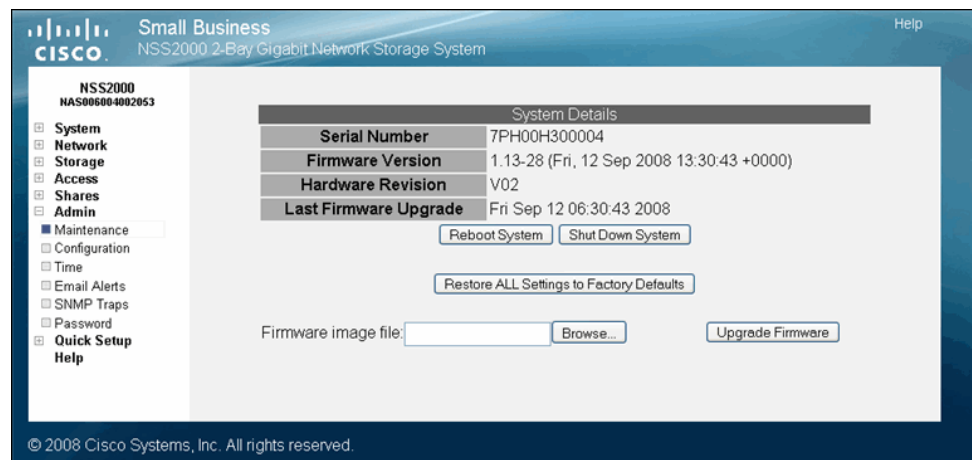 Small Business
Help
CISCO
NSS2000 2-Bay Gigabit Network Storage System
NSS2000
NAS006004002053
System
Network
Storage
Access
Shares
Admin
Maintenance
Configuration
Time
Email Alerts
SNMP Traps
Password
Quick Setup
Help
System Details
Serial Number 7PH00H300004
Firmware Version 1.13-28 (Fri, 12 Sep 2008 13:30:43 +0000)
Hardware Revision V02
Last Firmware Upgrade Fri Sep 12 06:30:43 2008
Reboot System Shut Down System
Restore ALL Settings to Factory Defaults
Firmware image file: Browse... Upgrade Firmware
© 2008 Cisco Systems, Inc. All rights reserved.